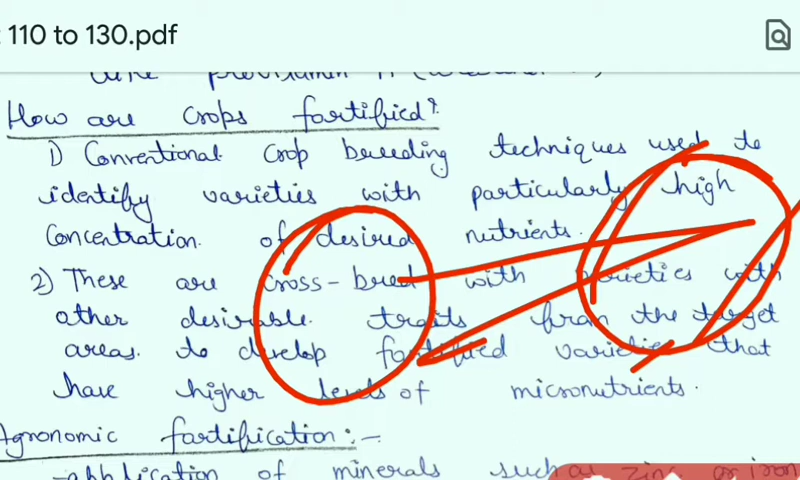 110 to 130.pdf
How are crops fortified?
1) Conventional crop breeding techniques used to
identify varieties with particularly high
concentration of desired nutrients.
2) These are cross-bred with varieties with
other desirable traits from the target
areas to develop fortified varieties that
have higher levels of micronutrients.
Agronomic fortification:-
-application of minerals such as zinc or iron